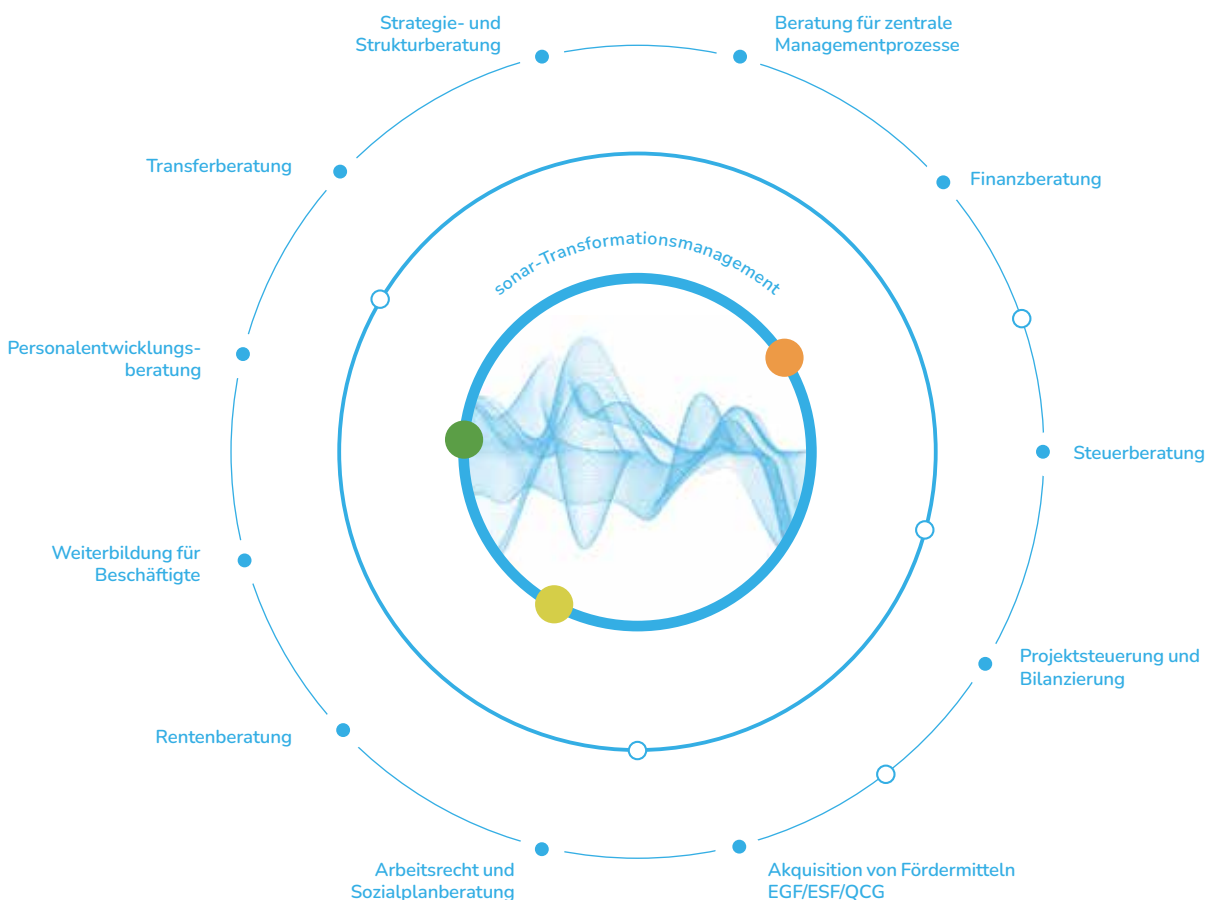 Strategie- und
Strukturberatung
Beratung für zentrale
Managementprozesse
Transferberatung
Finanzberatung
sonar-Transformationsmanagement
Personalentwicklungs-
beratung
Steuerberatung
Weiterbildung für
Beschäftigte
Projektsteuerung und
Bilanzierung
Rentenberatung
Arbeitsrecht und
Sozialplanberatung
Akquisition von Fördermitteln
EGF/ESF/QCG